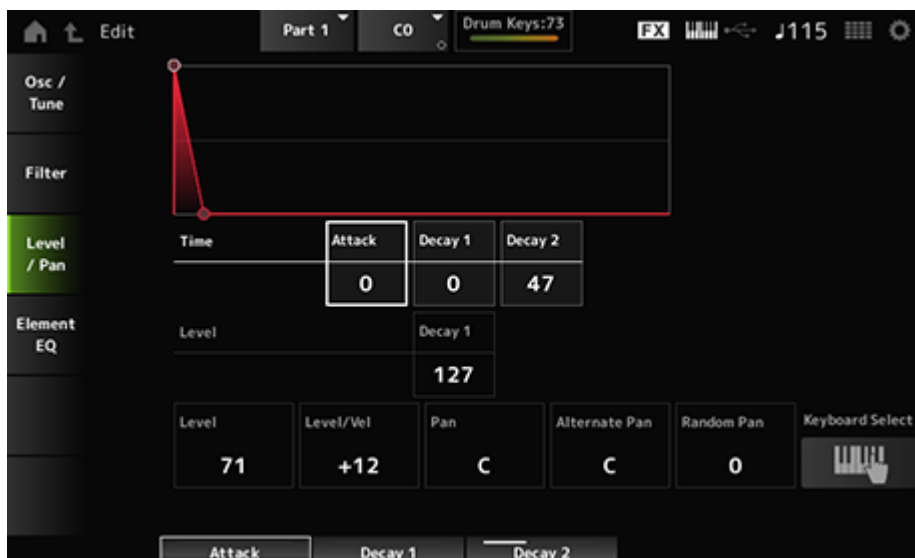 Edit Part 1 C0 Drum Keys:73 FX ♩115
Osc /
Tune
Filter
Level
/ Pan
Element
EQ
Time Attack Decay 1 Decay 2
0 0 47
Level Decay 1
127
Level Level/Vel Pan Alternate Pan Random Pan Keyboard Select
71 +12 C C 0
Attack Decay 1 Decay 2